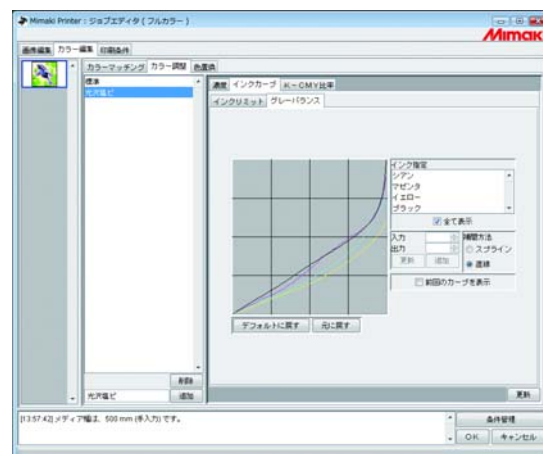 Mimaki Printer : ジョブエディタ ( フルカラー )
Mimaki
画像編集 カラー編集 印刷条件
カラーマッチング カラー調整 色置換
標準
光沢塩ビ
濃度 インクカーブ K-CMY比率
インクリミット グレーバランス
インク指定
シアン
マゼンタ
イエロー
ブラック
全て表示
入力
出力
更新 追加
補間方法
スプライン
直線
前回のカーブを表示
デフォルトに戻す 元に戻す
削除
光沢塩ビ 追加
更新
[13:57:42] メディア幅は、500 mm (手入力) です。
条件管理
OK キャンセル